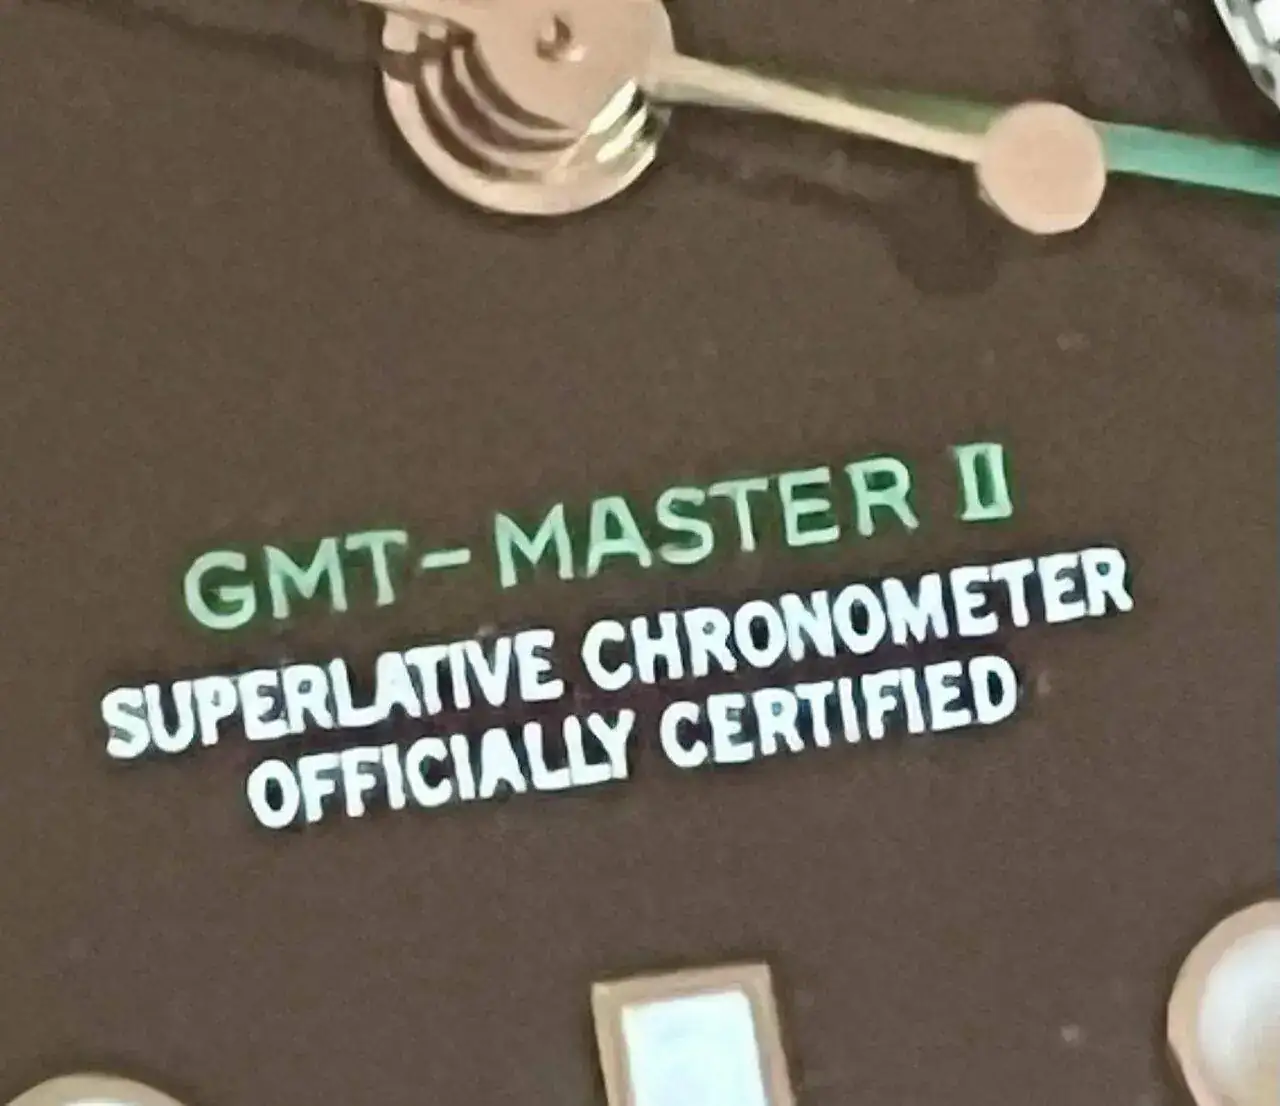 GMT-MASTER II
SUPERLATIVE CHRONOMETER
OFFICIALLY CERTIFIED